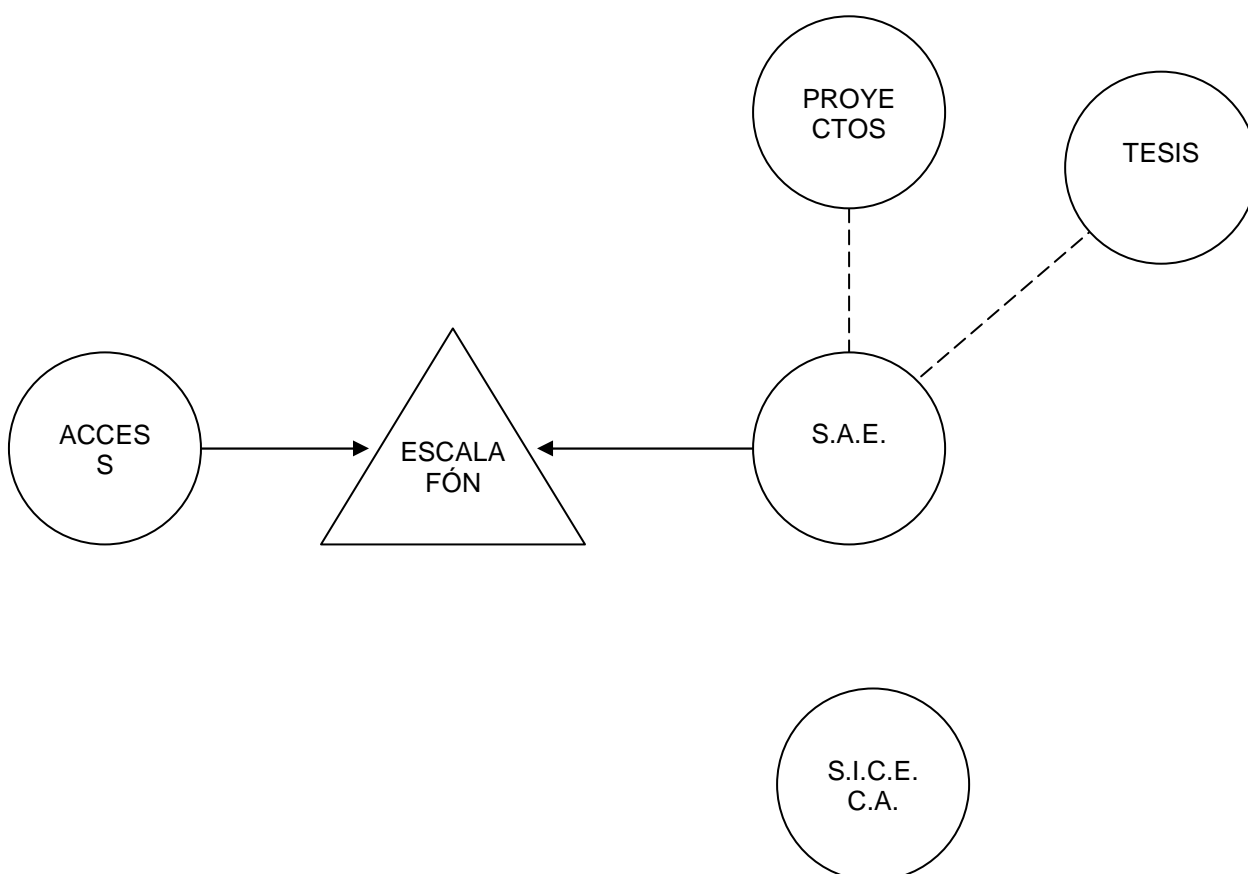 PROYE
CTOS
TESIS
ACCES
S
ESCALA
FÓN
S.A.E.
S.I.C.E.
C.A.